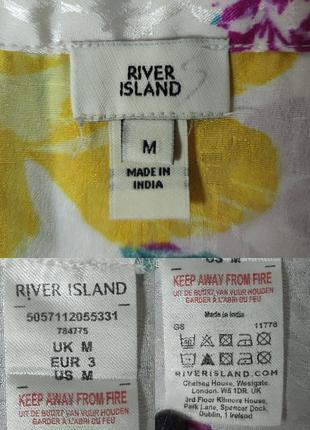 RIVER
ISLAND
M
MADE IN
INDIA
RIVER ISLAND
5057112055331
784775
UK M
EUR 3
US M
KEEP AWAY FROM FIRE
UIT DE BUURT VAN VUUR HOUDEN
GARDER À L'ABRI DU FEU
US M
KEEP AWAY FROM FIRE
UIT DE BUURT VAN VUUR HOUDEN
GARDER À L'ABRI DU FEU
Made in India
GB 11778
RIVERISLAND.COM
Chelsea House, Westgate,
London. W5 1DR. UK
3rd Floor Kilmore House,
Park Lane, Spencer Dock,
Dublin, 1 Ireland